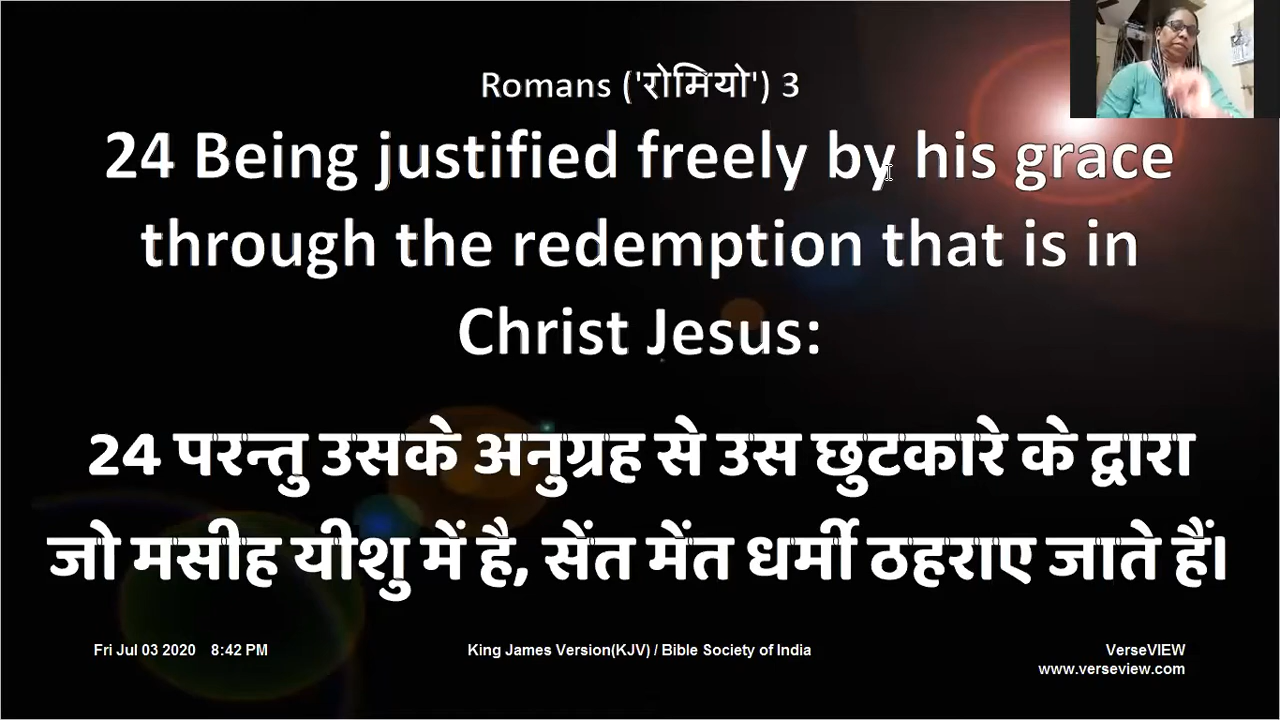 Romans ('रोमियो') 3
24 Being justified freely by his grace
through the redemption that is in
Christ Jesus:
24 परन्तु उसके अनुग्रह से उस छुटकारे के द्वारा
जो मसीह यीशु में है, सेंत मेंत धर्मी ठहराए जाते हैं।
Fri Jul 03 2020 8:42 PM
King James Version(KJV) / Bible Society of India
VerseVIEW
www.verseview.com